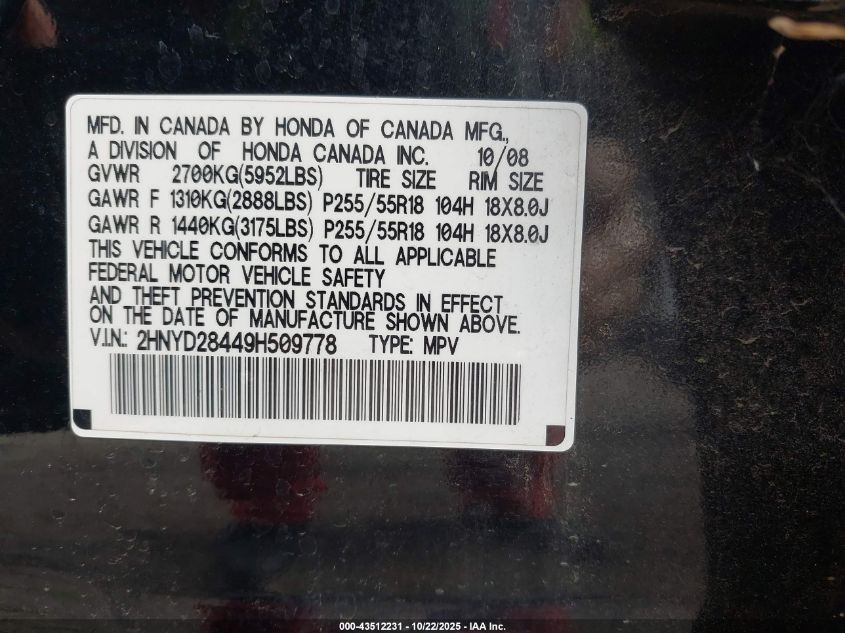 MFD. IN CANADA BY HONDA OF CANADA MFG.,
A DIVISION OF HONDA CANADA INC. 10/08
GVWR 2700KG(5952LBS) TIRE SIZE RIM SIZE
GAWR F 1310KG(2888LBS) P255/55R18 104H 18X8.0J
GAWR R 1440KG(3175LBS) P255/55R18 104H 18X8.0J
THIS VEHICLE CONFORMS TO ALL APPLICABLE
FEDERAL MOTOR VEHICLE SAFETY
AND THEFT PREVENTION STANDARDS IN EFFECT
ON THE DATE OF MANUFACTURE SHOWN ABOVE.
V.I.N.: 2HNYD28449H509778 TYPE: MPV
000-43512231 - 10/22/2025 - IAA Inc.